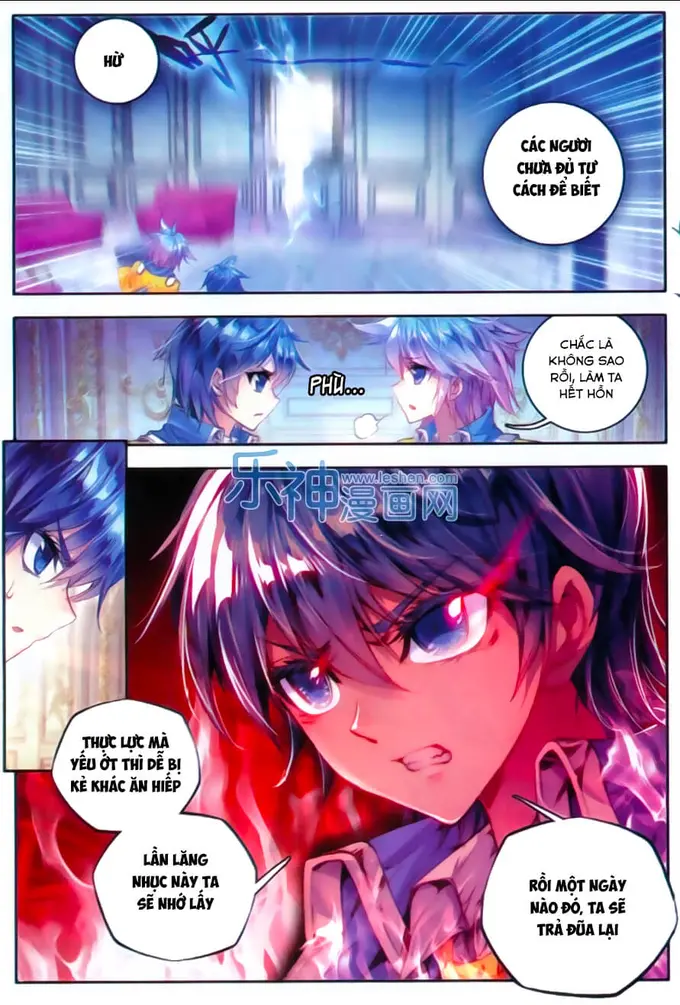 HỪ
CÁC NGƯƠI
CHƯA ĐỦ TƯ
CÁCH ĐỂ BIẾT
PHÙ...
CHẮC LÀ
KHÔNG SAO
RỒI, LÀM TA
HẾT HỒN
乐神漫画网
www.leshen.com
THỰC LỰC MÀ
YẾU ỚT THÌ DỄ BỊ
KẺ KHÁC ĂN HIẾP
LẦN LĂNG
NHỤC NÀY TA
SẼ NHỚ LẤY
RỒI MỘT NGÀY
NÀO ĐÓ, TA SẼ
TRẢ ĐŨA LẠI